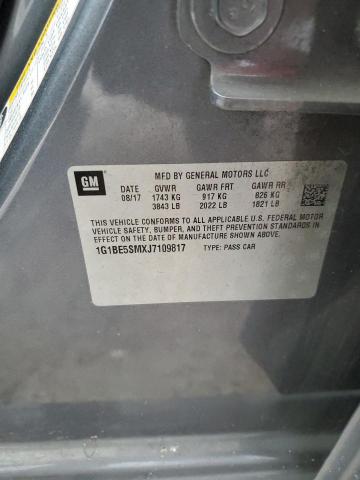 GM
MFD BY GENERAL MOTORS LLC
DATE GVWR GAWR FRT GAWR RR
08/17 1743 KG 917 KG 826 KG
3843 LB 2022 LB 1821 LB
THIS VEHICLE CONFORMS TO ALL APPLICABLE U.S. FEDERAL MOTOR
VEHICLE SAFETY, BUMPER, AND THEFT PREVENTION STANDARDS
IN EFFECT ON THE DATE OF MANUFACTURE SHOWN ABOVE.
1G1BE5SMXJ7109817 TYPE: PASS CAR